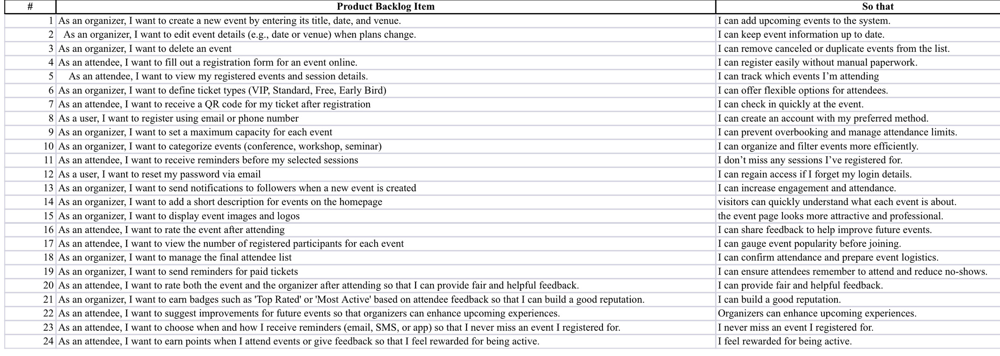 # Product Backlog Item So that
1 As an organizer, I want to create a new event by entering its title, date, and venue. I can add upcoming events to the system.
2 As an organizer, I want to edit event details (e.g., date or venue) when plans change. I can keep event information up to date.
3 As an organizer, I want to delete an event I can remove canceled or duplicate events from the list.
4 As an attendee, I want to fill out a registration form for an event online. I can register easily without manual paperwork.
5 As an attendee, I want to view my registered events and session details. I can track which events I’m attending
6 As an organizer, I want to define ticket types (VIP, Standard, Free, Early Bird) I can offer flexible options for attendees.
7 As an attendee, I want to receive a QR code for my ticket after registration I can check in quickly at the event.
8 As a user, I want to register using email or phone number I can create an account with my preferred method.
9 As an organizer, I want to set a maximum capacity for each event I can prevent overbooking and manage attendance limits.
10 As an organizer, I want to categorize events (conference, workshop, seminar) I can organize and filter events more efficiently.
11 As an attendee, I want to receive reminders before my selected sessions I don’t miss any sessions I’ve registered for.
12 As a user, I want to reset my password via email I can regain access if I forget my login details.
13 As an organizer, I want to send notifications to followers when a new event is created I can increase engagement and attendance.
14 As an organizer, I want to add a short description for events on the homepage visitors can quickly understand what each event is about.
15 As an organizer, I want to display event images and logos the event page looks more attractive and professional.
16 As an attendee, I want to rate the event after attending I can share feedback to help improve future events.
17 As an attendee, I want to view the number of registered participants for each event I can gauge event popularity before joining.
18 As an organizer, I want to manage the final attendee list I can confirm attendance and prepare event logistics.
19 As an organizer, I want to send reminders for paid tickets I can ensure attendees remember to attend and reduce no-shows.
20 As an attendee, I want to rate both the event and the organizer after attending so that I can provide fair and helpful feedback. I can provide fair and helpful feedback.
21 As an organizer, I want to earn badges such as 'Top Rated' or 'Most Active' based on attendee feedback so that I can build a good reputation. I can build a good reputation.
22 As an attendee, I want to suggest improvements for future events so that organizers can enhance upcoming experiences. Organizers can enhance upcoming experiences.
23 As an attendee, I want to choose when and how I receive reminders (email, SMS, or app) so that I never miss an event I registered for. I never miss an event I registered for.
24 As an attendee, I want to earn points when I attend events or give feedback so that I feel rewarded for being active. I feel rewarded for being active.